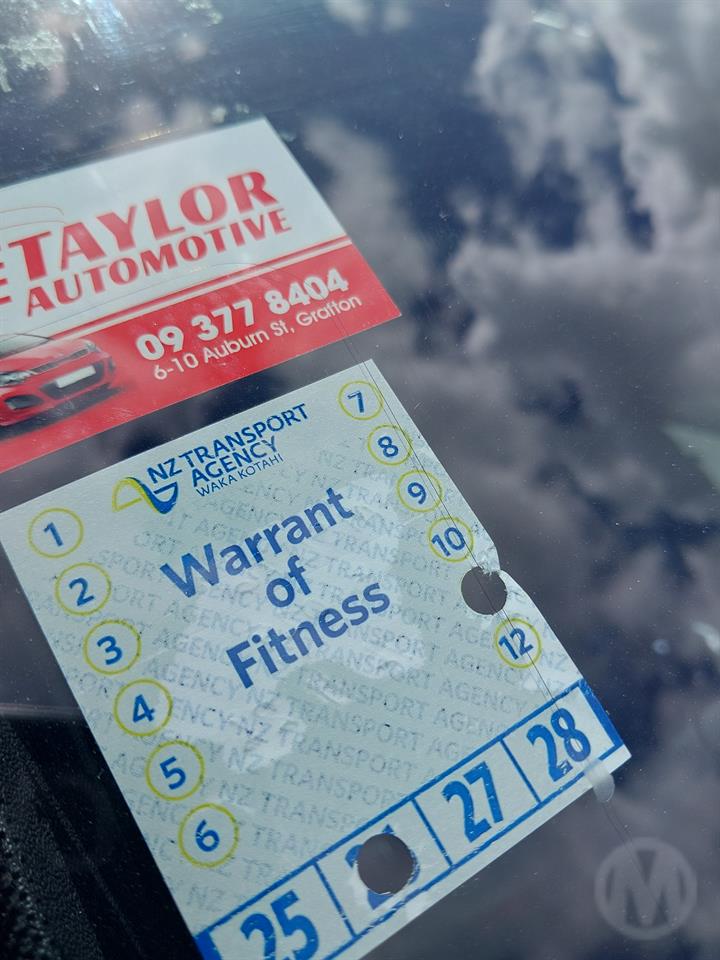 TAYLOR
AUTOMOTIVE
09 377 8404
6-10 Auburn St, Grafton
NZ TRANSPORT
AGENCY
WAKA KOTAHI
Warrant
of
Fitness
1
2
3
4
5
6
7
8
9
10
12
25
27
28
M